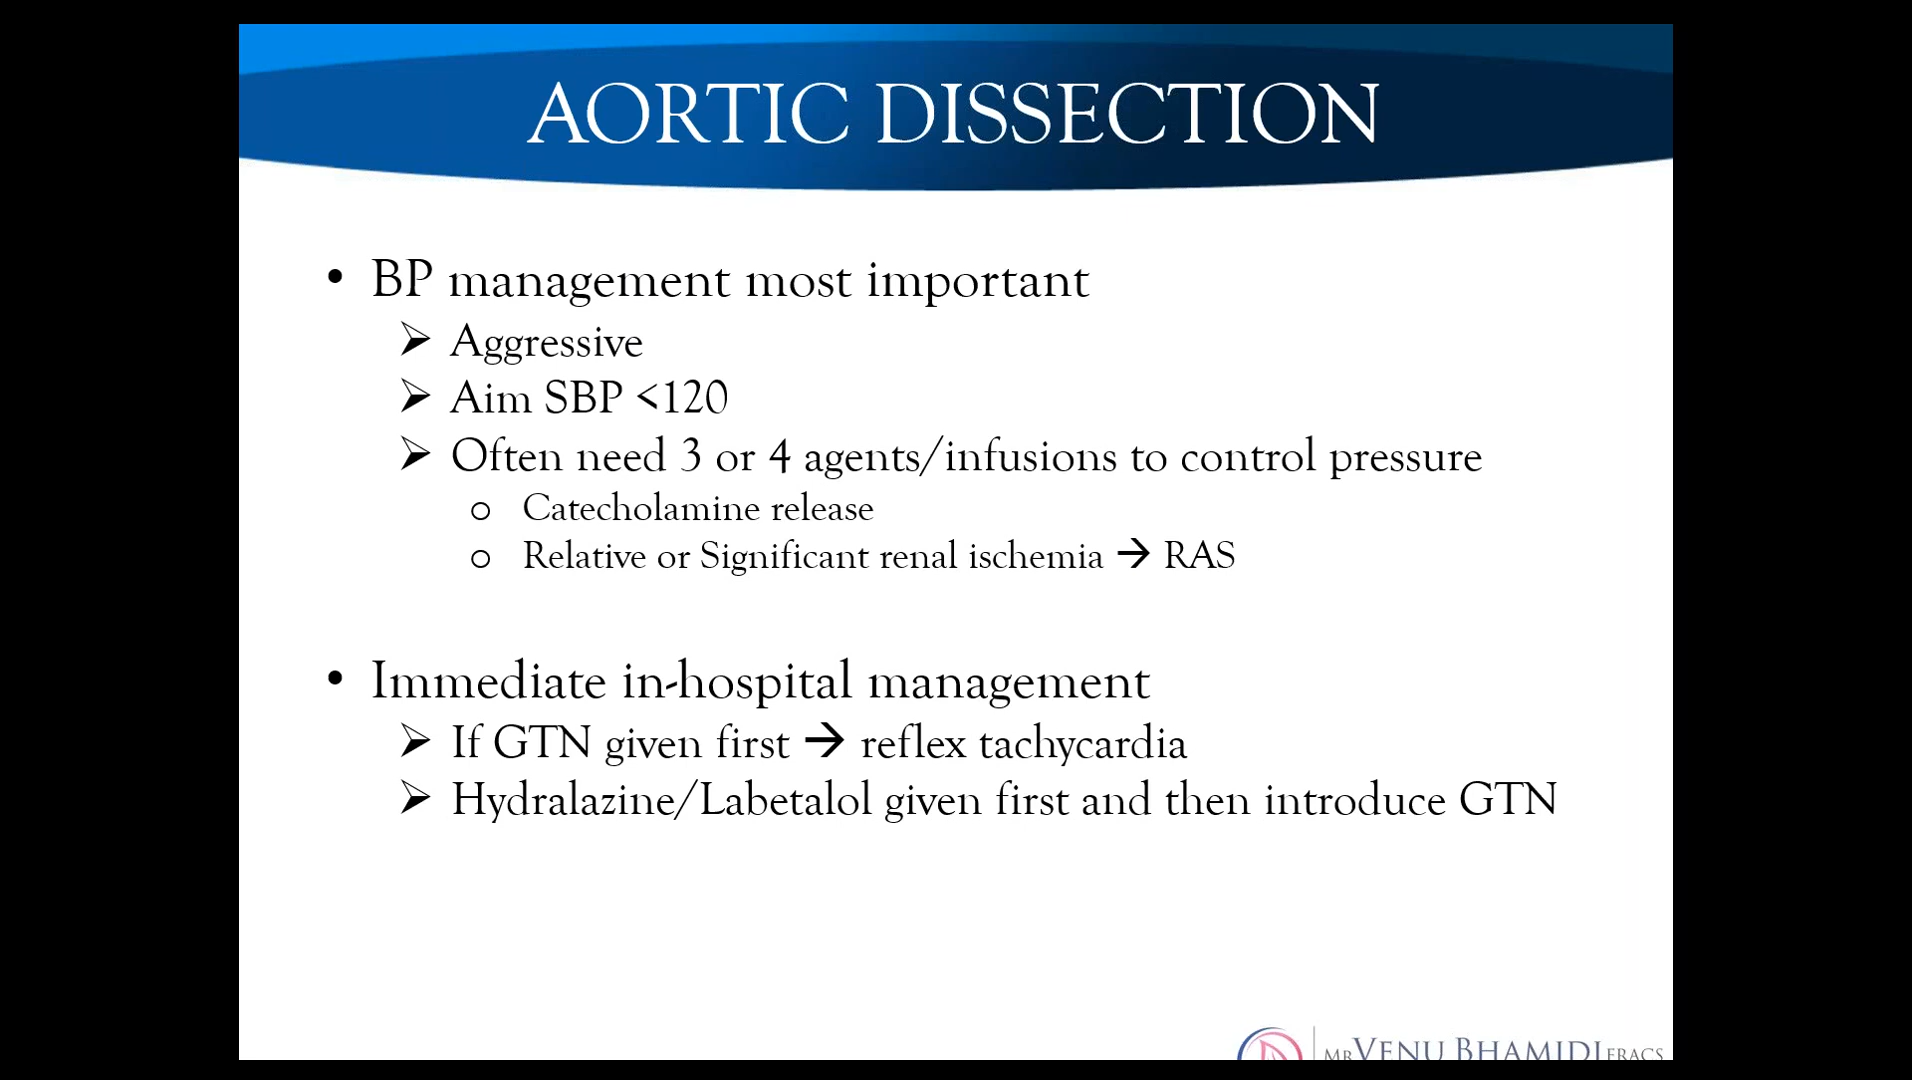 AORTIC DISSECTION
• BP management most important
➢ Aggressive
➢ Aim SBP <120
➢ Often need 3 or 4 agents/infusions to control pressure
o Catecholamine release
o Relative or Significant renal ischemia → RAS
• Immediate in-hospital management
➢ If GTN given first → reflex tachycardia
➢ Hydralazine/Labetalol given first and then introduce GTN
MR VENU BHAMIDI FRACS